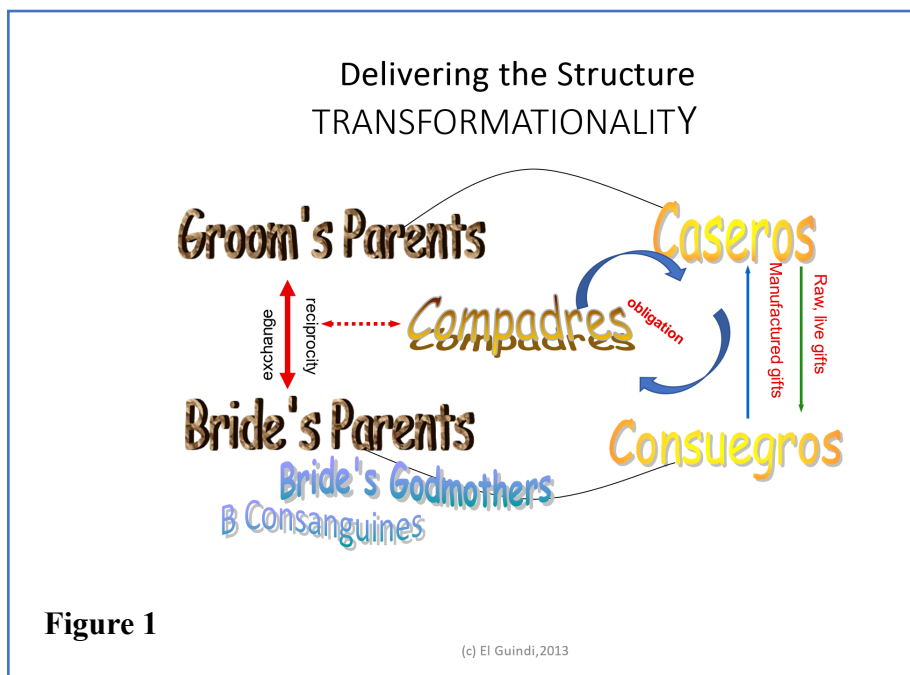 Delivering the Structure
TRANSFORMATIONALITY
Groom's Parents
Caseros
exchange
reciprocity
Compadres
obligation
Manufactured gifts
Raw, live gifts
Bride's Parents
Consuegros
Bride's Godmothers
B Consanguines
Figure 1
(c) El Guindi,2013